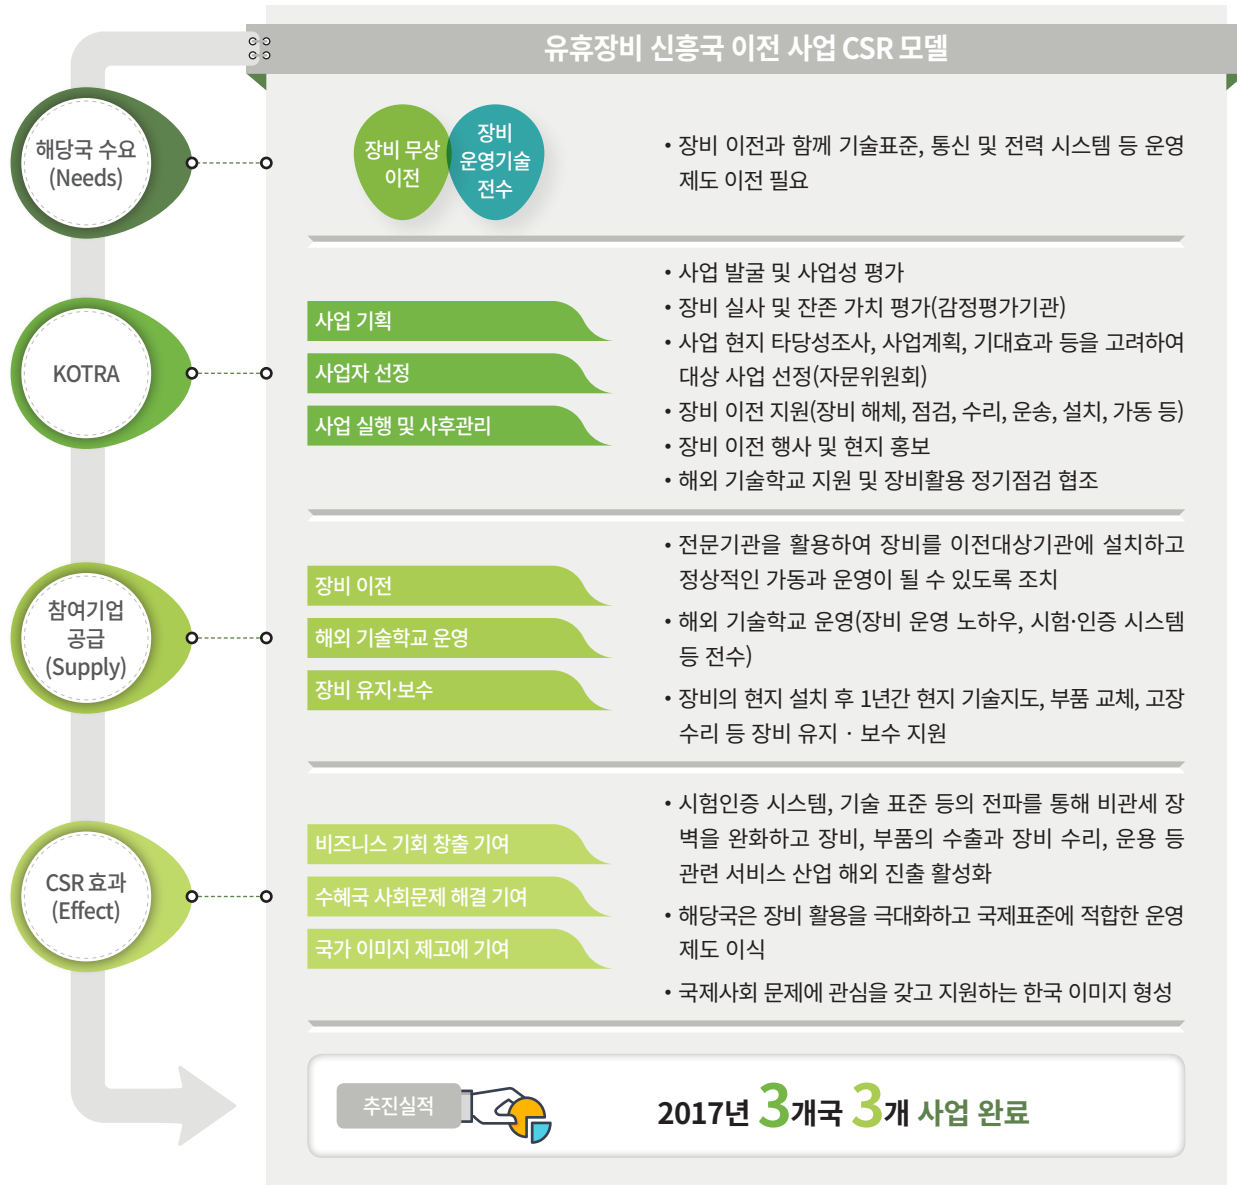 유휴장비 신흥국 이전 사업 CSR 모델
해당국 수요
(Needs)
장비 무상
이전
장비
운영기술
전수
• 장비 이전과 함께 기술표준, 통신 및 전력 시스템 등 운영
제도 이전 필요
KOTRA
사업 기획
사업자 선정
사업 실행 및 사후관리
• 사업 발굴 및 사업성 평가
• 장비 실사 및 잔존 가치 평가(감정평가기관)
• 사업 현지 타당성조사, 사업계획, 기대효과 등을 고려하여
대상 사업 선정(자문위원회)
• 장비 이전 지원(장비 해체, 점검, 수리, 운송, 설치, 가동 등)
• 장비 이전 행사 및 현지 홍보
• 해외 기술학교 지원 및 장비활용 정기점검 협조
참여기업
공급
(Supply)
장비 이전
해외 기술학교 운영
장비 유지·보수
• 전문기관을 활용하여 장비를 이전대상기관에 설치하고
정상적인 가동과 운영이 될 수 있도록 조치
• 해외 기술학교 운영(장비 운영 노하우, 시험·인증 시스템
등 전수)
• 장비의 현지 설치 후 1년간 현지 기술지도, 부품 교체, 고장
수리 등 장비 유지 · 보수 지원
CSR 효과
(Effect)
비즈니스 기회 창출 기여
수혜국 사회문제 해결 기여
국가 이미지 제고에 기여
• 시험인증 시스템, 기술 표준 등의 전파를 통해 비관세 장
벽을 완화하고 장비, 부품의 수출과 장비 수리, 운용 등
관련 서비스 산업 해외 진출 활성화
• 해당국은 장비 활용을 극대화하고 국제표준에 적합한 운영
제도 이식
• 국제사회 문제에 관심을 갖고 지원하는 한국 이미지 형성
추진실적
2017년 3개국 3개 사업 완료